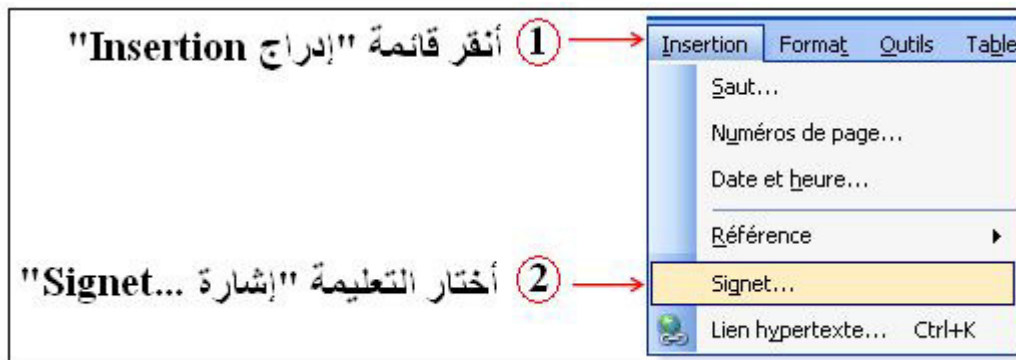 ① أنقر قائمة "إدراج Insertion"
Insertion Format Outils Table
Saut...
Numéros de page...
Date et heure...
Référence
② أختار التعليمة "إشارة ...Signet"
Signet...
Lien hypertexte... Ctrl+K